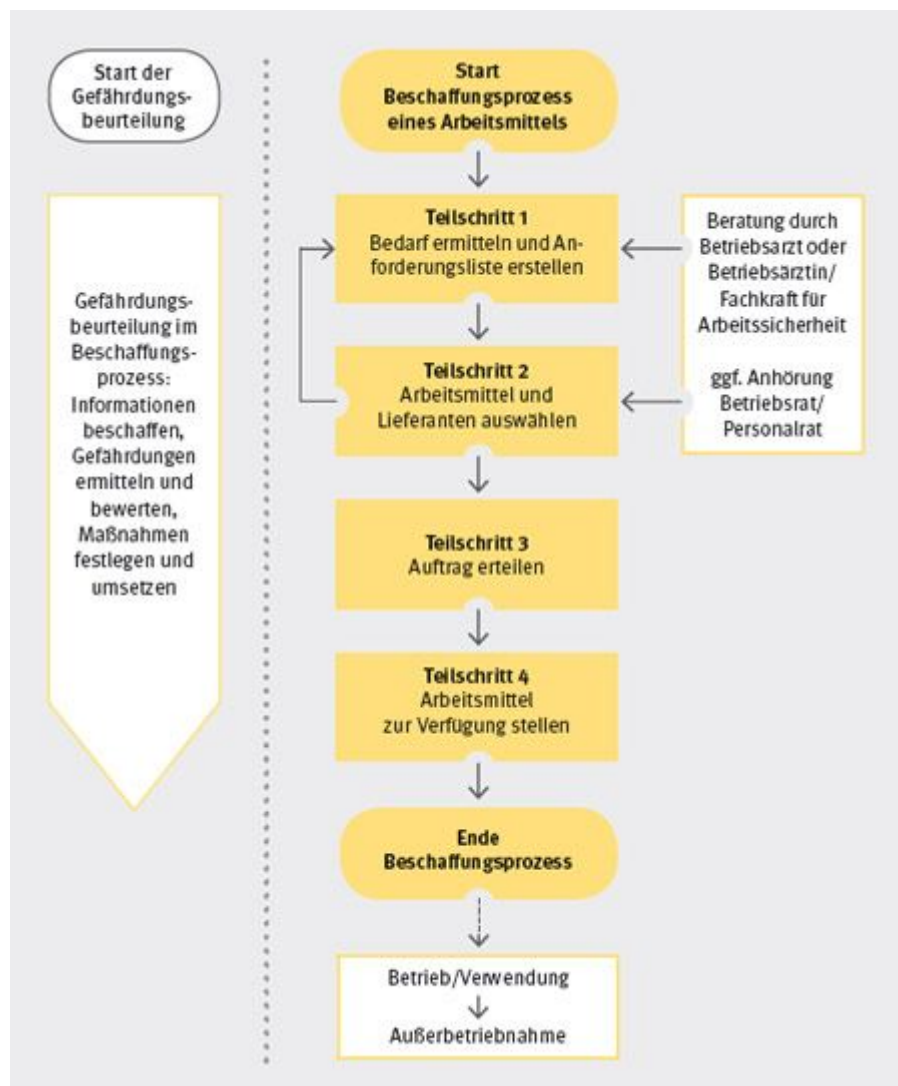 Start der
Gefährdungs-
beurteilung
Gefährdungs-
beurteilung im
Beschaffungs-
prozess:
Informationen
beschaffen,
Gefährdungen
ermitteln und
bewerten,
Maßnahmen
festlegen und
umsetzen
Start
Beschaffungsprozess
eines Arbeitsmittels
Teilschritt 1
Bedarf ermitteln und An-
forderungsliste erstellen
Teilschritt 2
Arbeitsmittel und
Lieferanten auswählen
Teilschritt 3
Auftrag erteilen
Teilschritt 4
Arbeitsmittel
zur Verfügung stellen
Ende
Beschaffungsprozess
Betrieb/Verwendung
Außerbetriebnahme
Beratung durch
Betriebsarzt oder
Betriebsärztin/
Fachkraft für
Arbeitssicherheit
ggf. Anhörung
Betriebsrat/
Personalrat